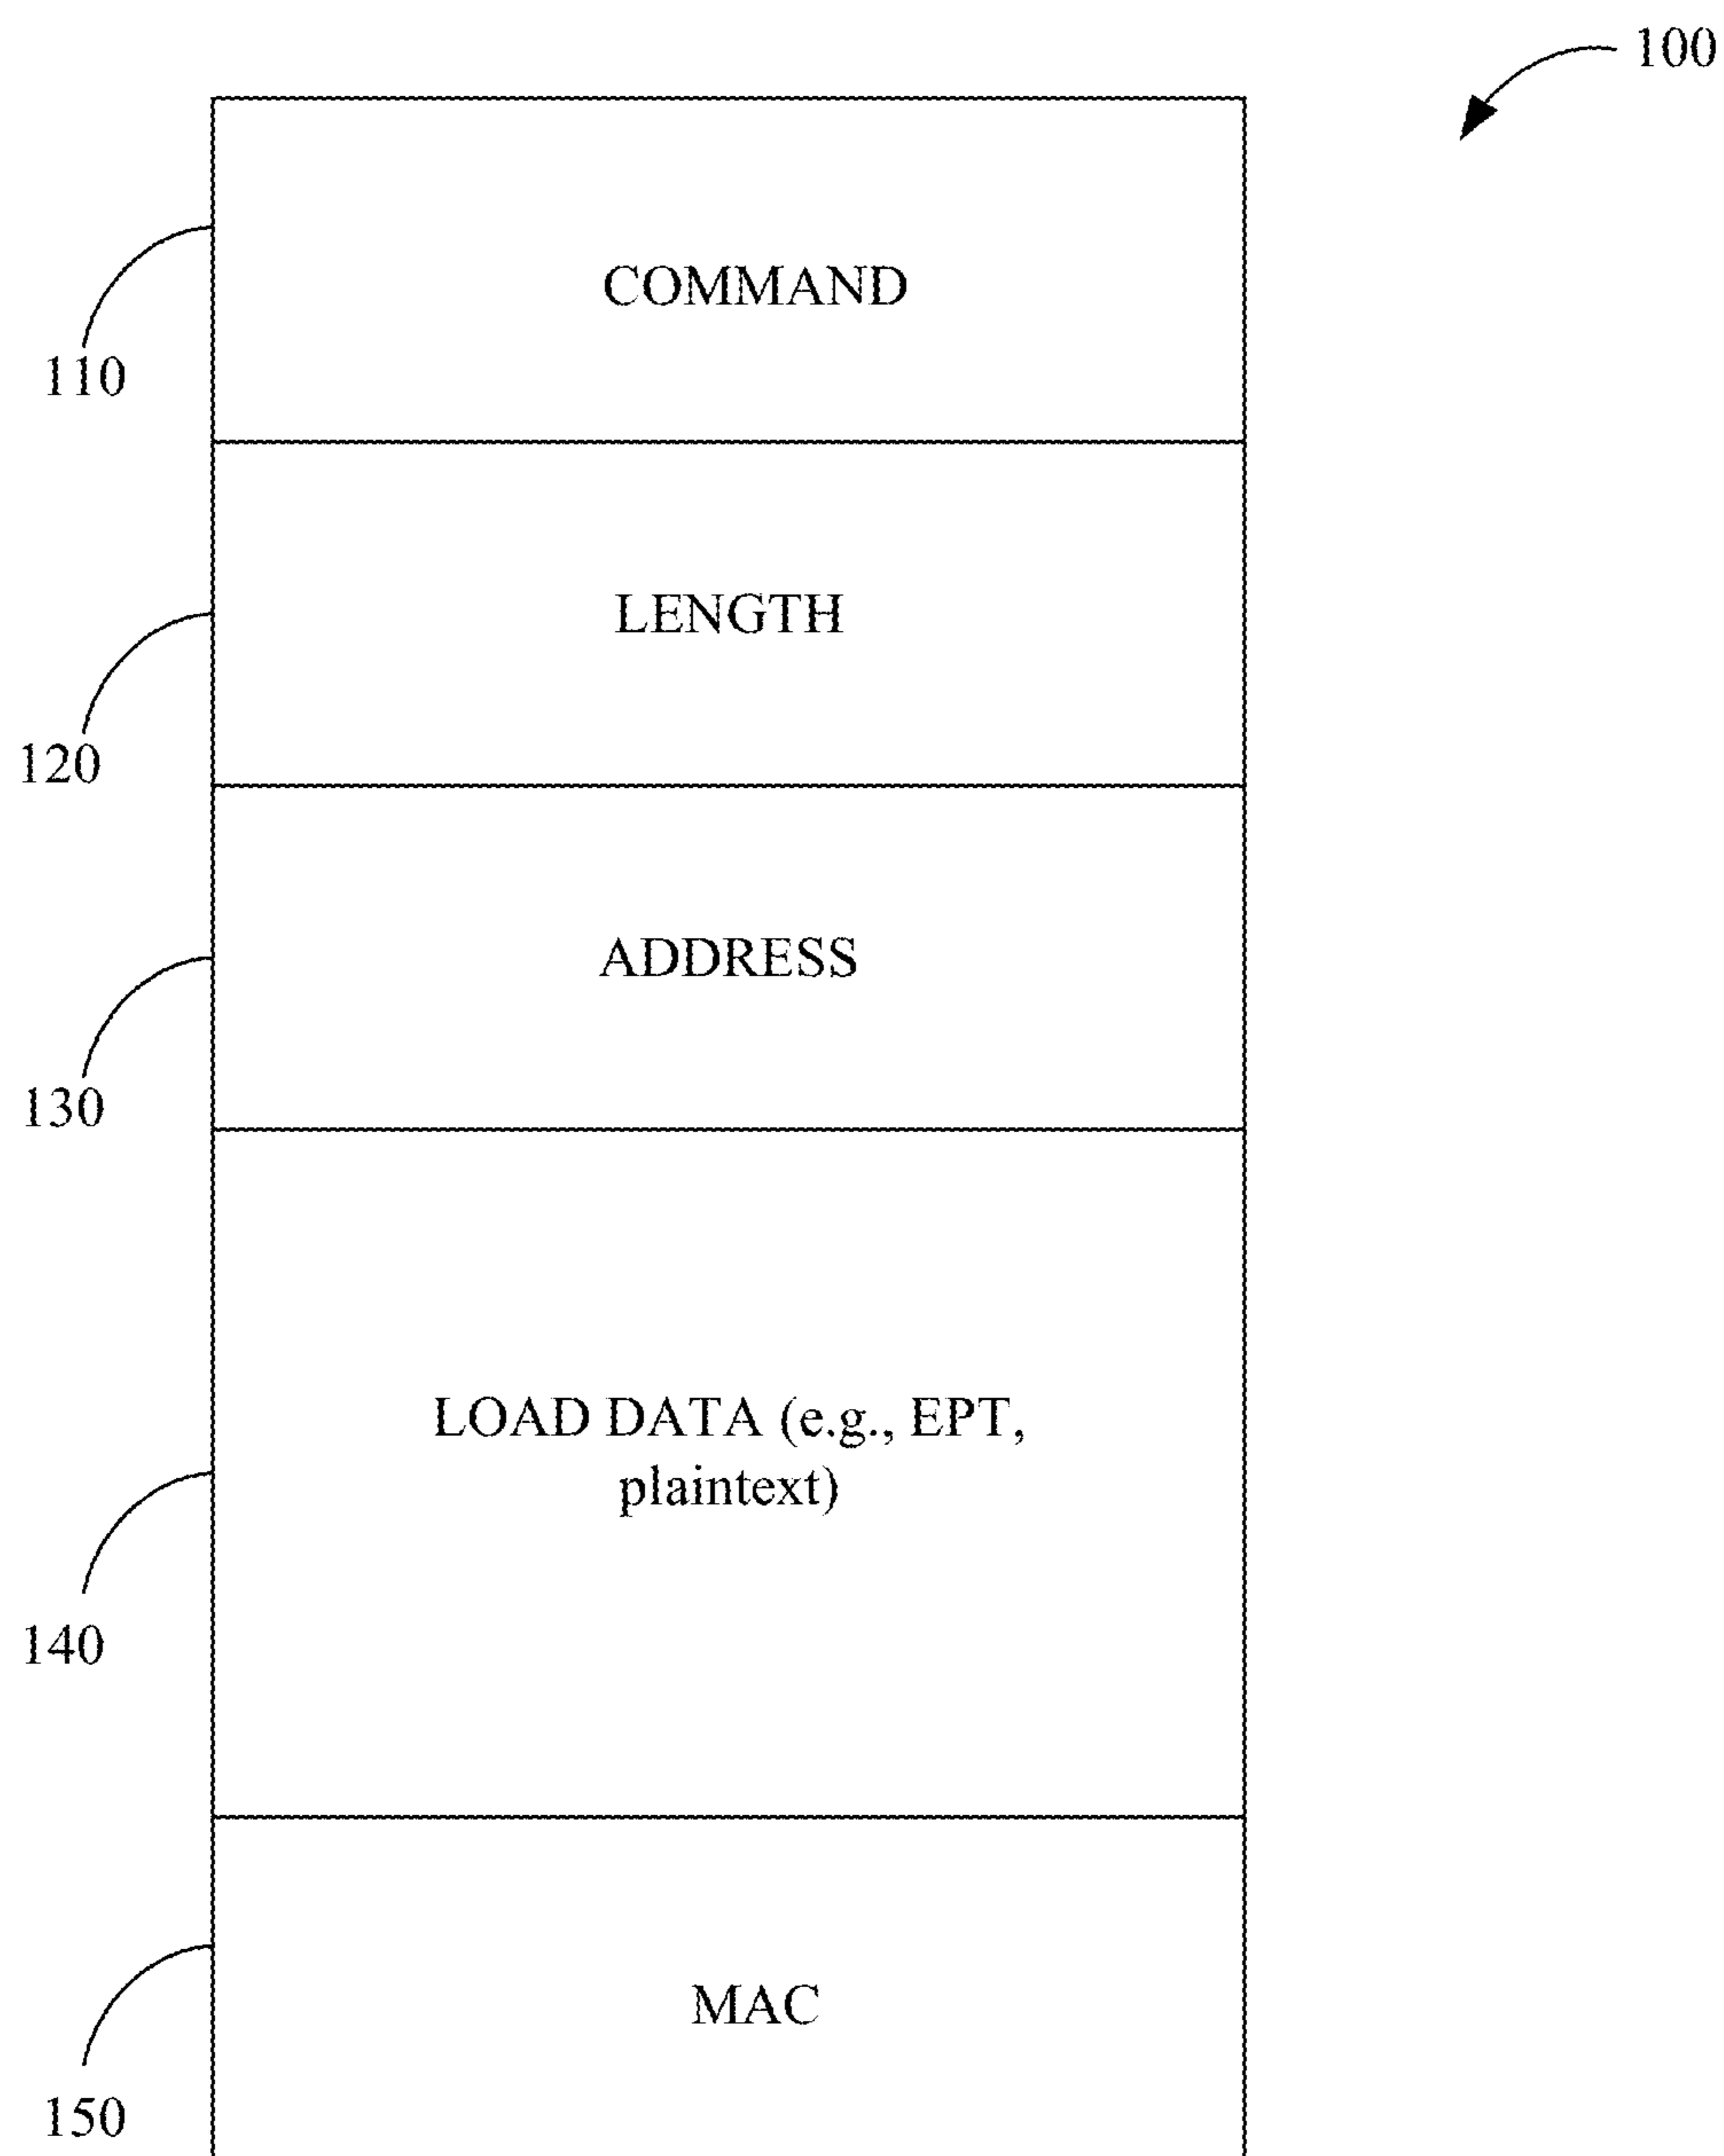 100
COMMAND
110
LENGTH
120
ADDRESS
130
LOAD DATA (e.g., EPT,
plaintext)
140
MAC
150